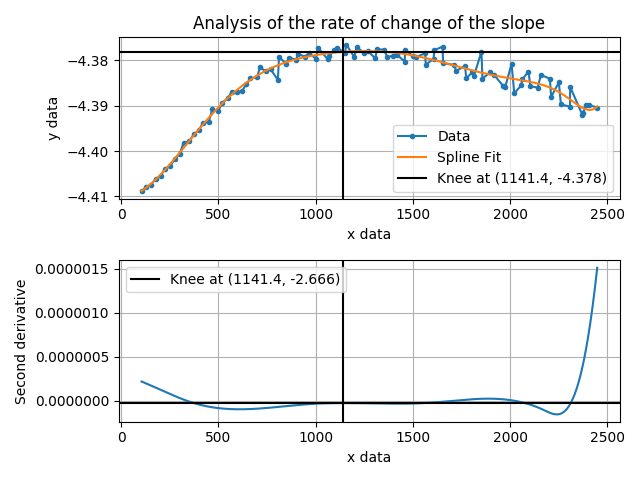 Analysis of the rate of change of the slope
−4.38
−4.39
−4.40
−4.41
y data
Data
Spline Fit
Knee at (1141.4, -4.378)
0
500
1000
1500
2000
2500
x data
Knee at (1141.4, -2.666)
0.0000015
0.0000010
0.0000005
0.0000000
Second derivative
0
500
1000
1500
2000
2500
x data